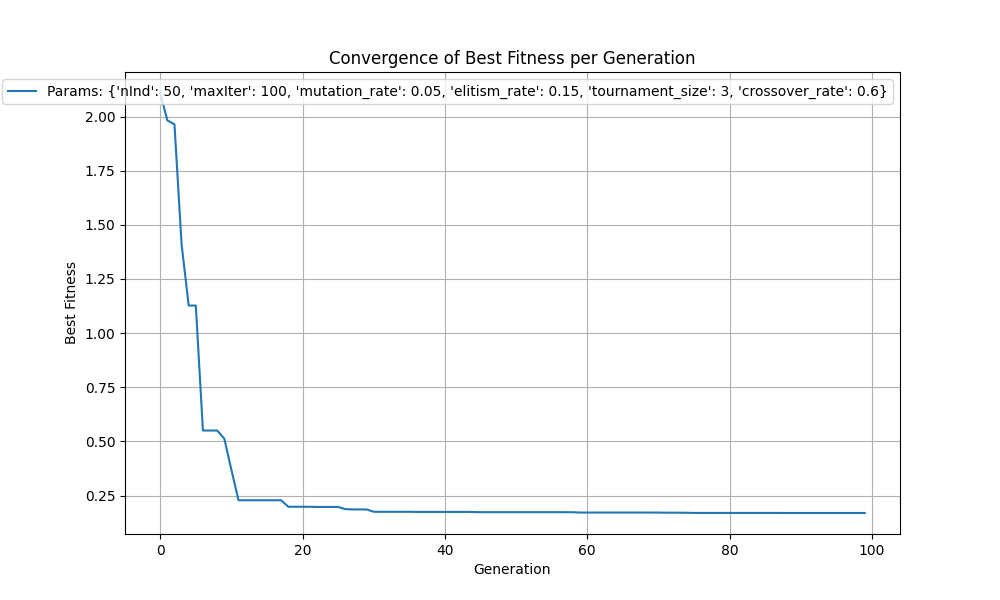 Convergence of Best Fitness per Generation
Params: {'nInd': 50, 'maxIter': 100, 'mutation_rate': 0.05, 'elitism_rate': 0.15, 'tournament_size': 3, 'crossover_rate': 0.6}
2.00
1.75
1.50
1.25
1.00
0.75
0.50
0.25
Best Fitness
0 20 40 60 80 100
Generation